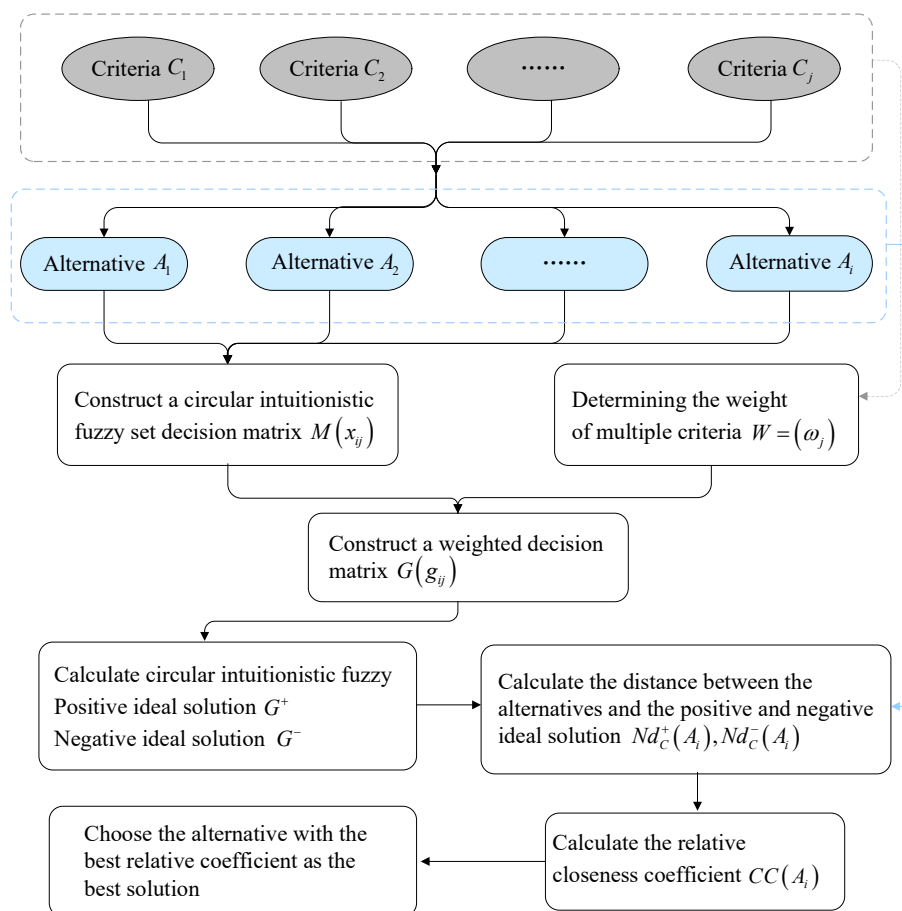 Criteria C₁
Criteria C₂
······
Criteria Cⱼ
Alternative A₁
Alternative A₂
······
Alternative Aᵢ
Construct a circular intuitionistic
fuzzy set decision matrix M(xᵢⱼ)
Determining the weight
of multiple criteria W = (ωⱼ)
Construct a weighted decision
matrix G(gᵢⱼ)
Calculate circular intuitionistic fuzzy
Positive ideal solution G⁺
Negative ideal solution G⁻
Calculate the distance between the
alternatives and the positive and negative
ideal solution Nd_C⁺(Aᵢ), Nd_C⁻(Aᵢ)
Choose the alternative with the
best relative coefficient as the
best solution
Calculate the relative
closeness coefficient CC(Aᵢ)